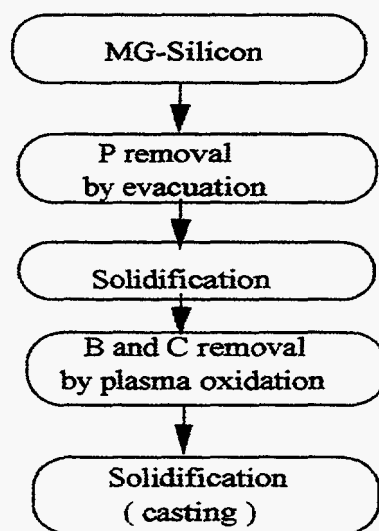 MG-Silicon
P removal
by evacuation
Solidification
B and C removal
by plasma oxidation
Solidification
( casting )